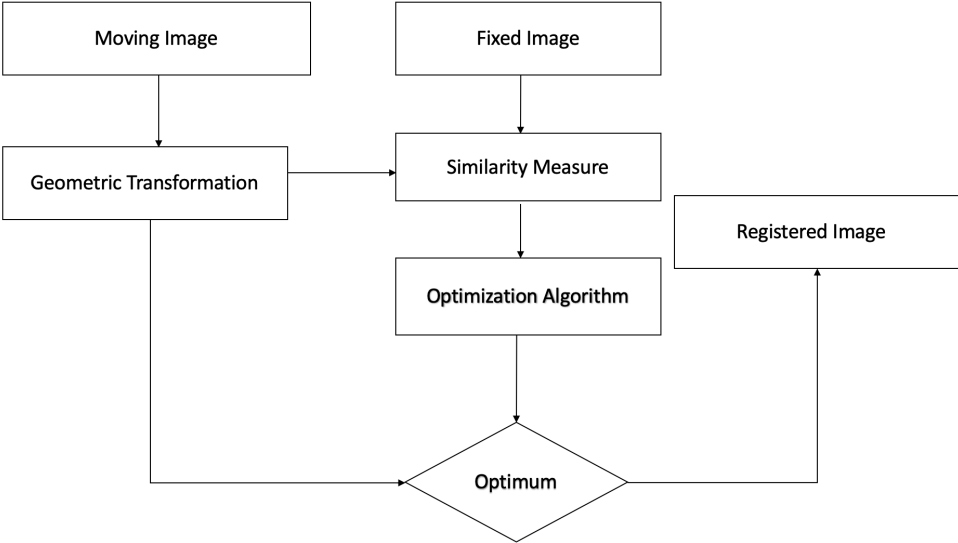 Moving Image
Fixed Image
Geometric Transformation
Similarity Measure
Registered Image
Optimization Algorithm
Optimum